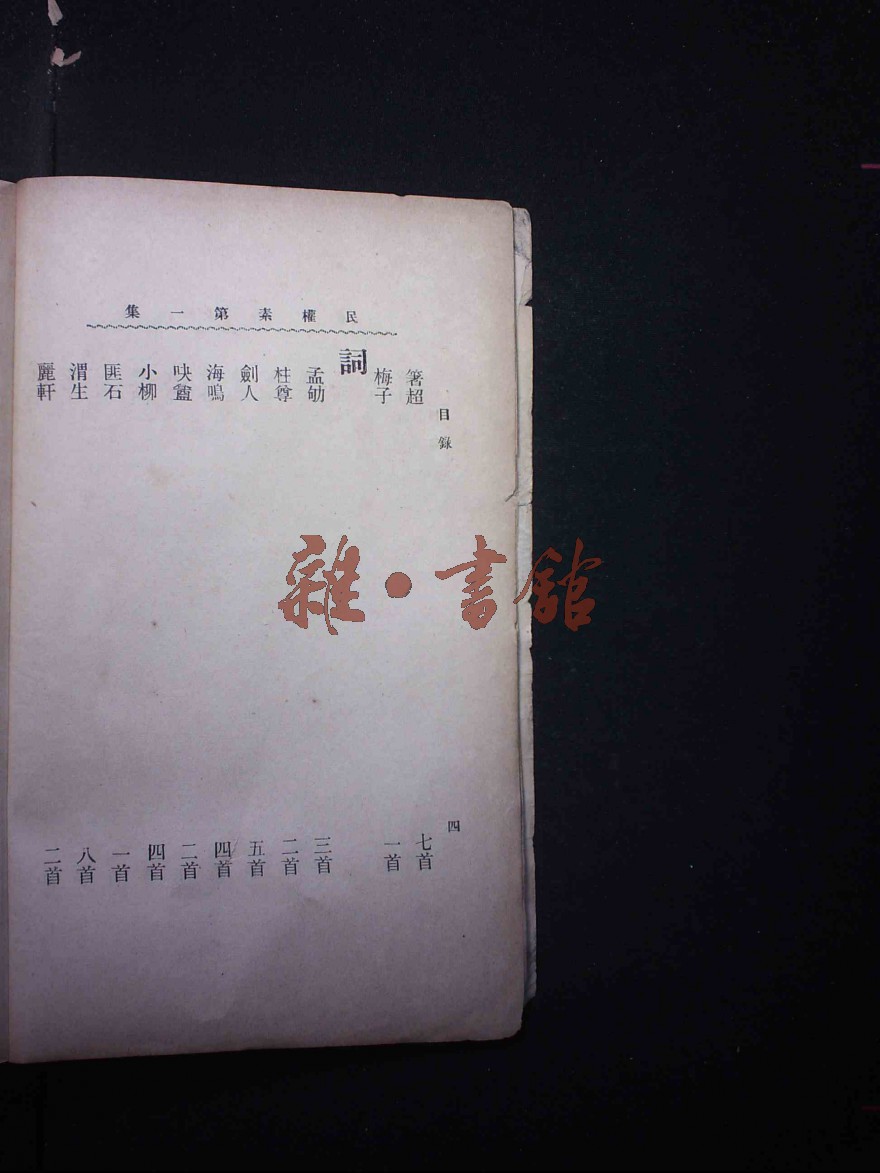 民權素第一集
目錄
四
箸超 七首
梅子 一首
詞
孟劬 三首
桂尊 二首
劍人 五首
海鳴 四首
吷盦 二首
小柳 四首
匪石 一首
渭生 八首
麗軒 二首
雜·書館